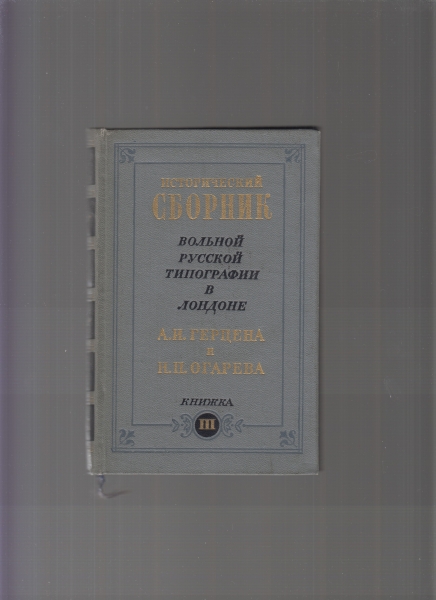 ИСТОРИЧЕСКИЙ
СБОРНИК
ВОЛЬНОЙ
РУССКОЙ
ТИПОГРАФИИ
В
ЛОНДОНЕ
А.И. ГЕРЦЕНА
И
Н.П. ОГАРЕВА
КНИЖКА
III